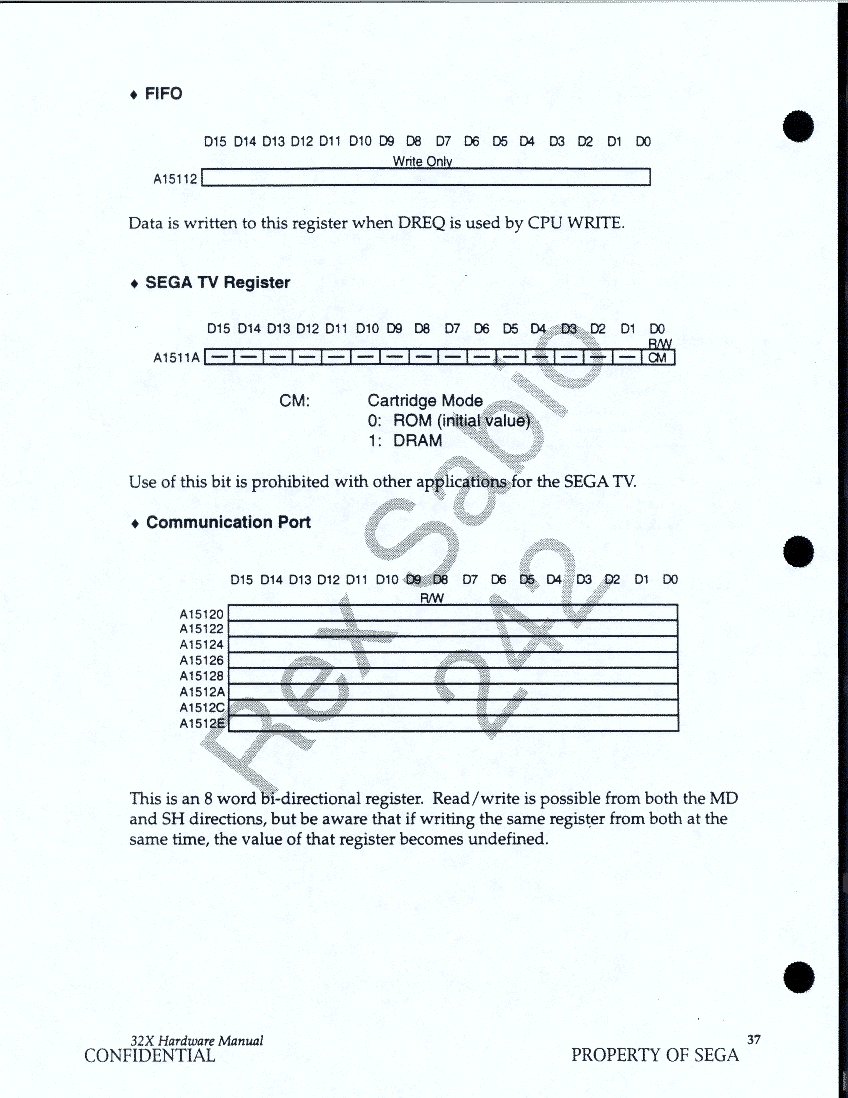 ♦ FIFO
D15 D14 D13 D12 D11 D10 D9 D8 D7 D6 D5 D4 D3 D2 D1 D0
Write Only
A15112
Data is written to this register when DREQ is used by CPU WRITE.
♦ SEGA TV Register
D15 D14 D13 D12 D11 D10 D9 D8 D7 D6 D5 D4 D3 D2 D1 D0
R/W
A1511A — — — — — — — — — — — — — — — CM
CM: Cartridge Mode
0: ROM (initial value)
1: DRAM
Use of this bit is prohibited with other applications for the SEGA TV.
♦ Communication Port
D15 D14 D13 D12 D11 D10 D9 D8 D7 D6 D5 D4 D3 D2 D1 D0
R/W
A15120
A15122
A15124
A15126
A15128
A1512A
A1512C
A1512E
Rex Sabio
242
This is an 8 word bi-directional register. Read/write is possible from both the MD
and SH directions, but be aware that if writing the same register from both at the
same time, the value of that register becomes undefined.
32X Hardware Manual 37
CONFIDENTIAL PROPERTY OF SEGA